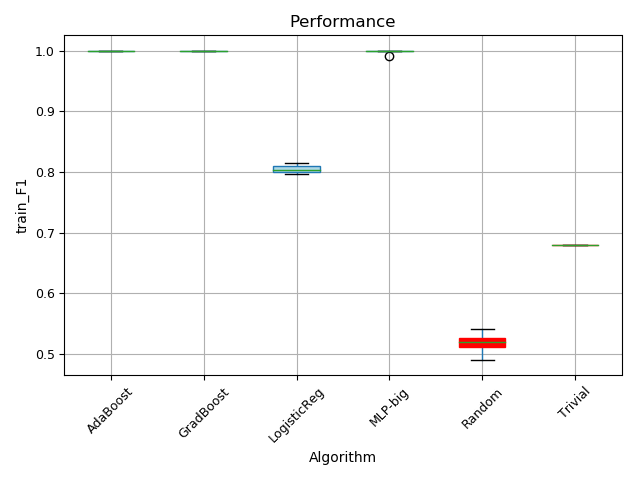 Performance
train_F1
1.0
0.9
0.8
0.7
0.6
0.5
AdaBoost
GradBoost
LogisticReg
MLP-big
Random
Trivial
Algorithm